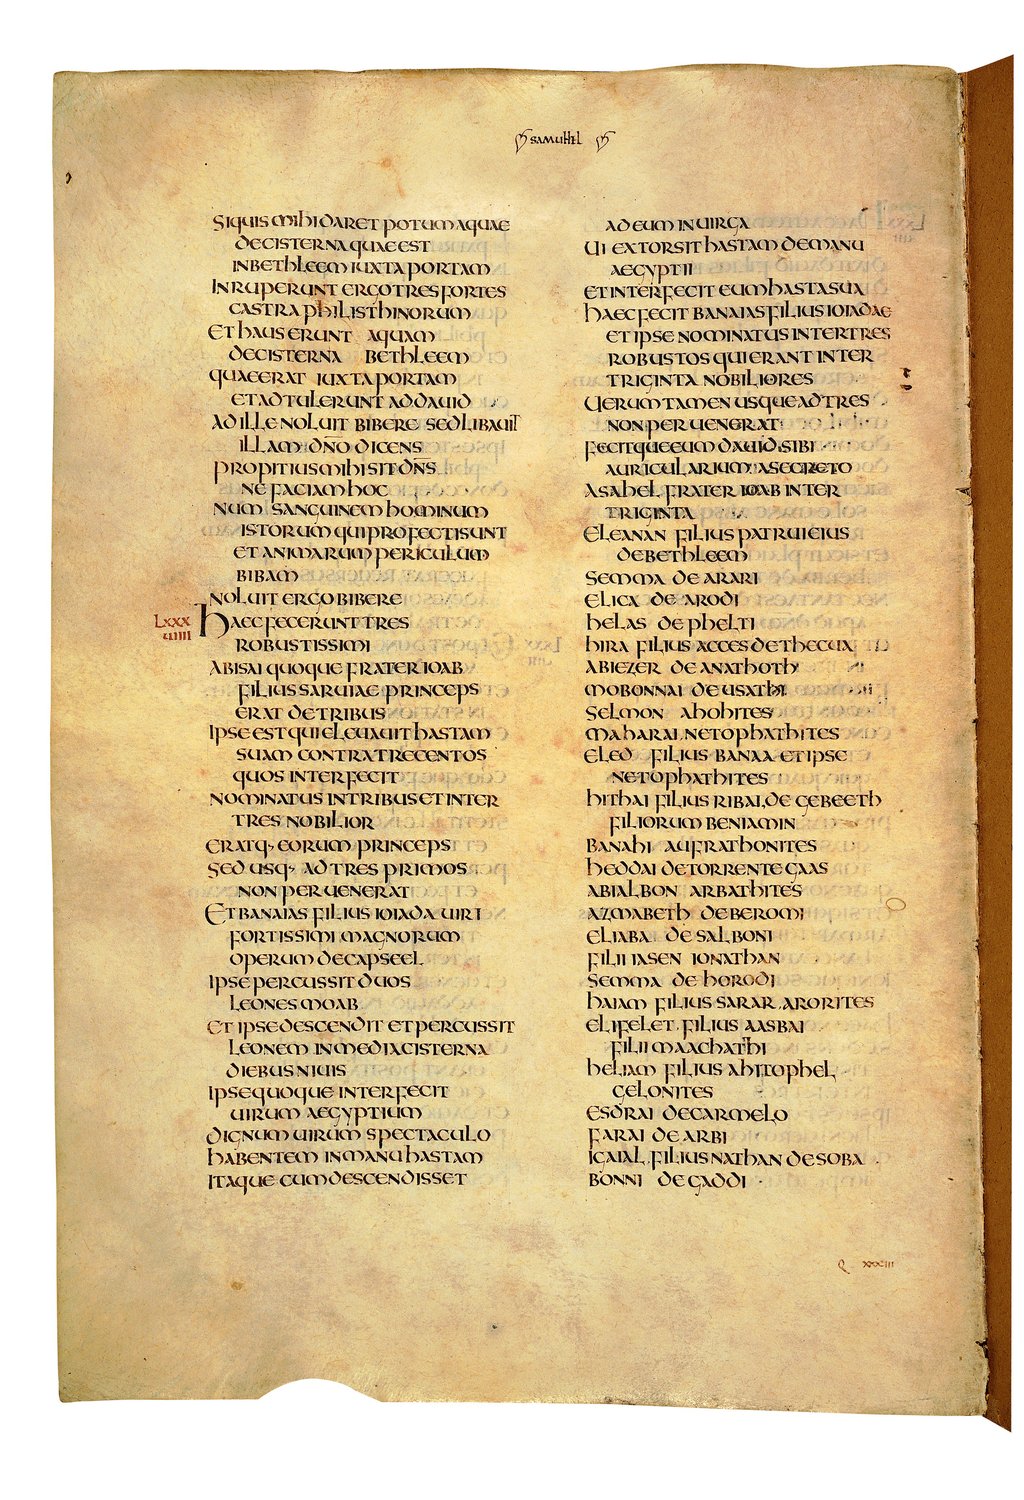 SAMUHEL
SIQUIS MIHI DARET POTUM AQUAE
DE CISTERNA QUAE EST
IN BETHLEEM IUXTA PORTAM
INRUPERUNT ERGO TRES FORTES
CASTRA PHILISTHINORUM
ET HAUSERUNT AQUAM
DE CISTERNA BETHLEEM
QUAE ERAT IUXTA PORTAM
ET ADTULERUNT AD DAUID
AD ILLE NOLUIT BIBERE SED LIBAUIT
ILLAM DÑO DICENS
PROPITIUS MIHI SIT DÑS
NE FACIAM HOC
NUM SANGUINEM HOMINUM
ISTORUM QUI PROFECTI SUNT
ET ANIMARUM PERICULUM
BIBAM
NOLUIT ERGO BIBERE
LXXX
UIIII
HAEC FECERUNT TRES
ROBUSTISSIMI
ABISAI QUOQUE FRATER IOAB
FILIUS SARUIAE PRINCEPS
ERAT DE TRIBUS
IPSE EST QUI ELEUAUIT HASTAM
SUAM CONTRA TRECENTOS
QUOS INTERFECIT
NOMINATUS IN TRIBUS ET INTER
TRES NOBILIOR
ERATQ· EORUM PRINCEPS
SED USQ· AD TRES PRIMOS
NON PERUENERAT
ET BANAIAS FILIUS IOIADA UIRI
FORTISSIMI MAGNORUM
OPERUM DE CAPSEEL
IPSE PERCUSSIT DUOS
LEONES MOAB
ET IPSE DESCENDIT ET PERCUSSIT
LEONEM IN MEDIA CISTERNA
DIEBUS NIUIS
IPSE QUOQUE INTERFECIT
UIRUM AEGYPTIUM
DIGNUM UIRUM SPECTACULO
HABENTEM IN MANU HASTAM
ITAQUE CUM DESCENDISSET
AD EUM IN UIRGA
UI EXTORSIT HASTAM DE MANU
AEGYPTII
ET INTERFECIT EUM HASTA SUA
HAEC FECIT BANAIAS FILIUS IOIADAE
ET IPSE NOMINATUS INTER TRES
ROBUSTOS QUI ERANT INTER
TRIGINTA NOBILIORES
UERUM TAMEN USQUE AD TRES
NON PERUENERAT
FECITQUE EUM DAUID SIBI
AURICULARIUM A SECRETO
ASAHEL FRATER IOAB INTER
TRIGINTA
ELEANAN FILIUS PATRUI EIUS
DE BETHLEEM
SEMMA DE ARARI
ELICA DE ARODI
HELAS DE PHELTI
HIRA FILIUS ACCES DE THECUA
ABIEZER DE ANATHOTH
MOBONNAI DE USATHI
SELMON AHOHITES
MAHARAI NETOPHATHITES
ELED FILIUS BANAA ET IPSE
NETOPHATHITES
HITHAI FILIUS RIBAI DE GEBEETH
FILIORUM BENIAMIN
BANAHI AUFRATHONITES
HEDDAI DE TORRENTE GAAS
ABIALBON ARBATHITES
AZMABETH DE BEROMI
ELIABA DE SALBONI
FILII IASEN IONATHAN
SEMMA DE HORODI
HAIAM FILIUS SARAR ARORITES
ELIFELET FILIUS AASBAI
FILII MAACHATHI
HELIAM FILIUS AHITOPHEL
GELONITES
ESDRAI DE CARMELO
FARAI DE ARBI
IGAIAL FILIUS NATHAN DE SOBA
BONNI DE GADDI
Q XXXIII